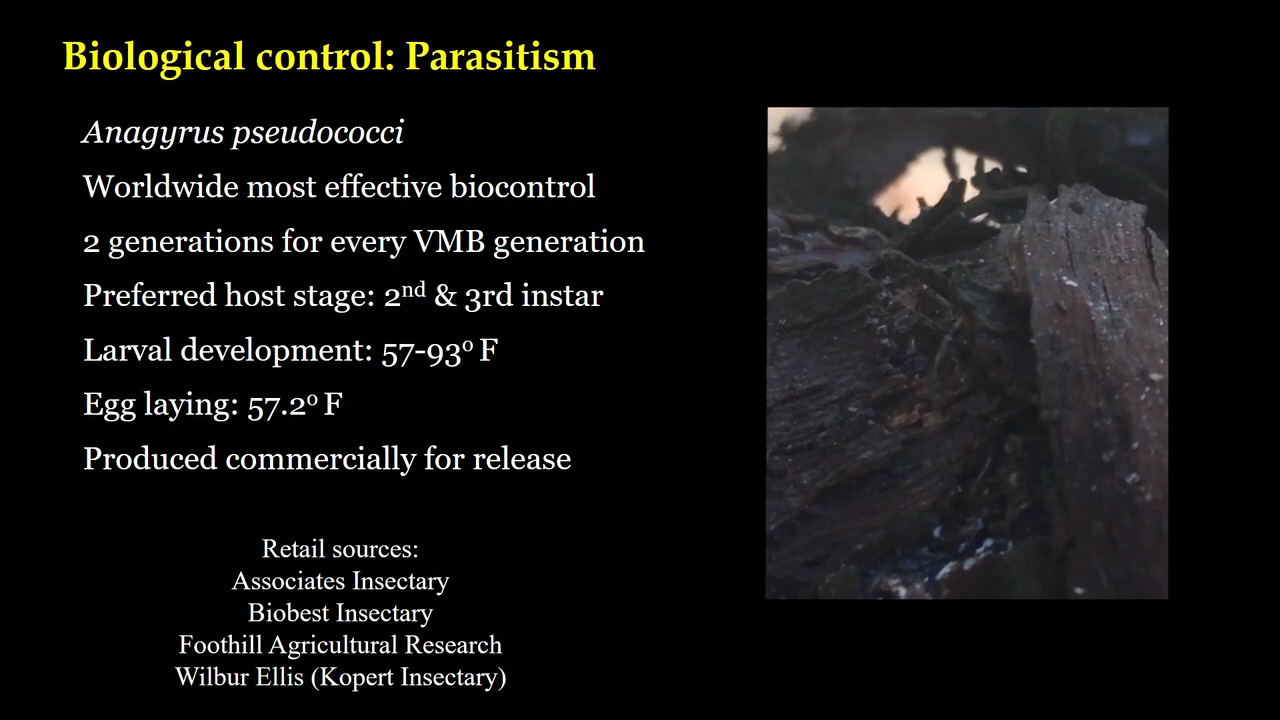 Biological control: Parasitism
Anagyrus pseudococci
Worldwide most effective biocontrol
2 generations for every VMB generation
Preferred host stage: 2nd & 3rd instar
Larval development: 57-93º F
Egg laying: 57.2º F
Produced commercially for release
Retail sources:
Associates Insectary
Biobest Insectary
Foothill Agricultural Research
Wilbur Ellis (Kopert Insectary)